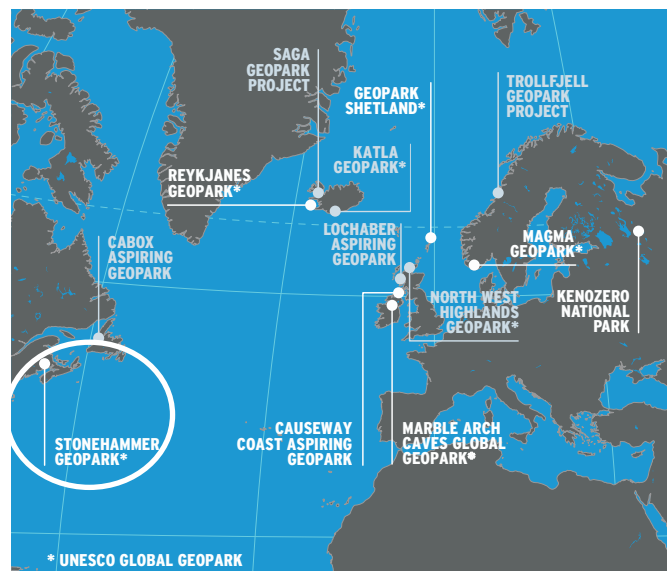 SAGA
GEOPARK
PROJECT
GEOPARK
SHETLAND*
TROLLFJELL
GEOPARK
PROJECT
KATLA
GEOPARK*
REYKJANES
GEOPARK*
LOCHABER
ASPIRING
GEOPARK
CABOX
ASPIRING
GEOPARK
MAGMA
GEOPARK*
KENOZERO
NATIONAL
PARK
NORTH WEST
HIGHLANDS
GEOPARK*
STONEHAMMER
GEOPARK*
CAUSEWAY
COAST ASPIRING
GEOPARK
MARBLE ARCH
CAVES GLOBAL
GEOPARK*
* UNESCO GLOBAL GEOPARK